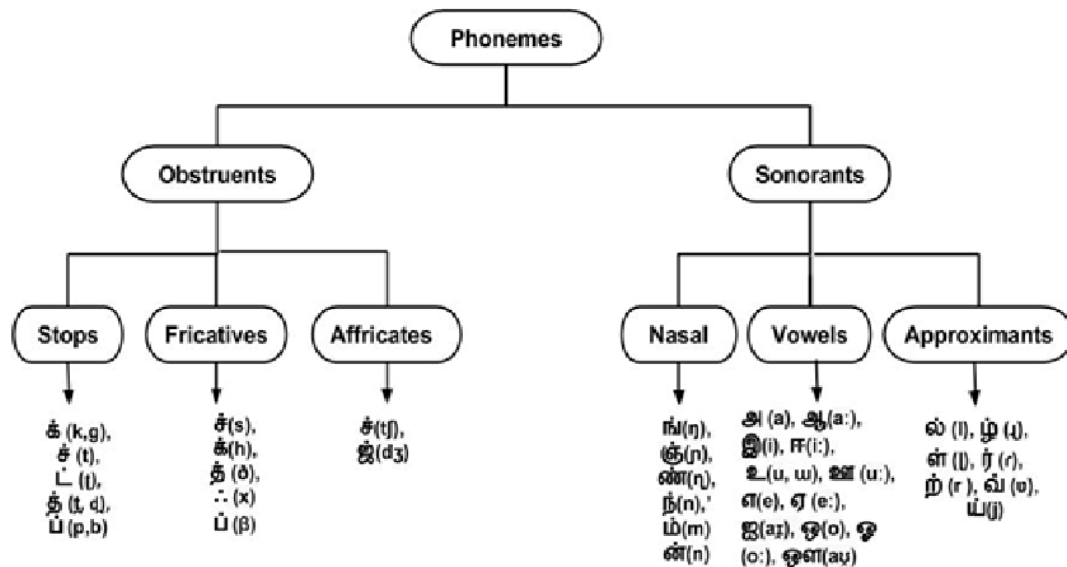 Phonemes
Obstruents
Sonorants
Stops
Fricatives
Affricates
Nasal
Vowels
Approximants
க் (k,g),
ச் (t),
ட் (ʈ),
த் (t̪, d̪),
ப் (p,b)
ச்(s),
க்(h),
த் (ð),
∴ (x)
ப் (β)
ச்(tʃ),
ஜ்(dʒ)
ங்(ŋ),
ஞ்(ɲ),
ண்(ɳ),
ந்(n),'
ம்(m)
ன்(n)
அ (a), ஆ(a:),
இ(i), ஈ(i:),
உ(u, ɯ), ஊ (u:),
எ(e), ஏ (e:),
ஐ(aɪ̯), ஒ(o), ஓ
(o:), ஔ(aʊ̯)
ல் (l), ழ் (ɻ),
ள் (ɭ), ர் (ɾ),
ற் (r ), வ் (ʋ),
ய்(j)